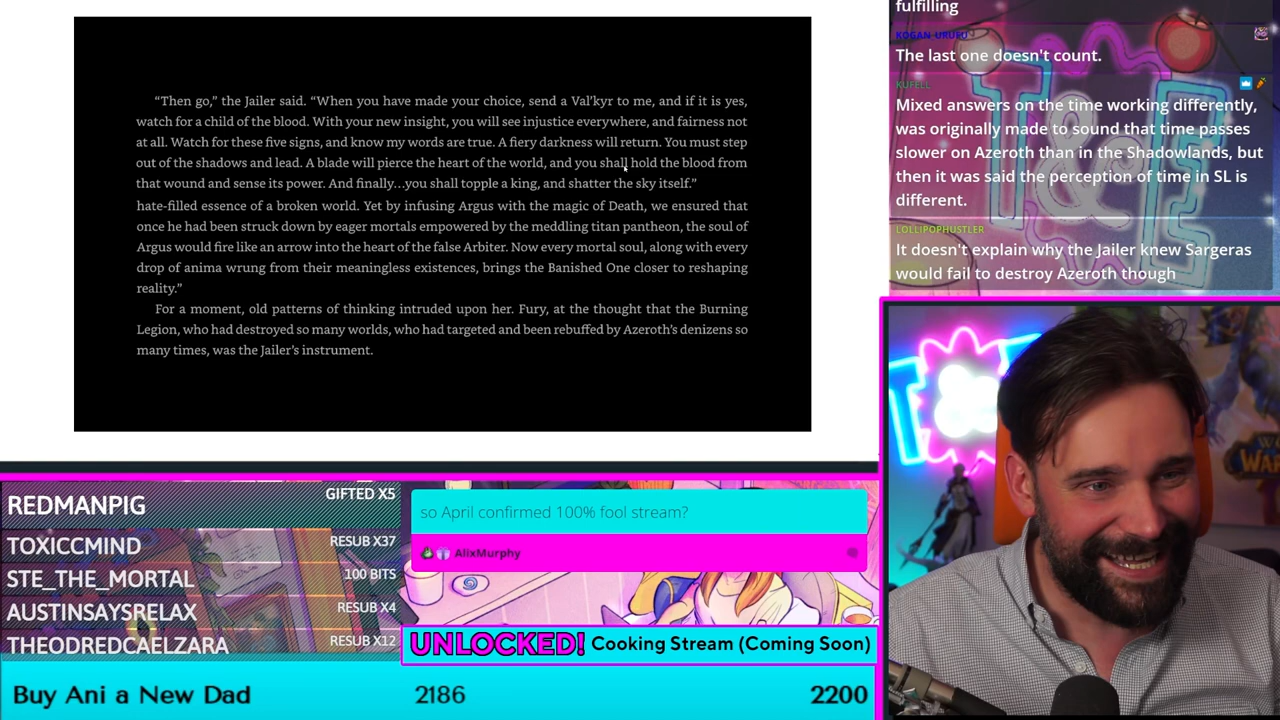 “Then go,” the Jailer said. “When you have made your choice, send a Val’kyr to me, and if it is yes,
watch for a child of the blood. With your new insight, you will see injustice everywhere, and fairness not
at all. Watch for these five signs, and know my words are true. A fiery darkness will return. You must step
out of the shadows and lead. A blade will pierce the heart of the world, and you shall hold the blood from
that wound and sense its power. And finally…you shall topple a king, and shatter the sky itself.”
hate-filled essence of a broken world. Yet by infusing Argus with the magic of Death, we ensured that
once he had been struck down by eager mortals empowered by the meddling titan pantheon, the soul of
Argus would fire like an arrow into the heart of the false Arbiter. Now every mortal soul, along with every
drop of anima wrung from their meaningless existences, brings the Banished One closer to reshaping
reality.”
For a moment, old patterns of thinking intruded upon her. Fury, at the thought that the Burning
Legion, who had destroyed so many worlds, who had targeted and been rebuffed by Azeroth’s denizens so
many times, was the Jailer’s instrument.
fulfilling
KOGAN_URUFU
The last one doesn't count.
KUFELL
Mixed answers on the time working differently,
was originally made to sound that time passes
slower on Azeroth than in the Shadowlands, but
then it was said the perception of time in SL is
different.
LOLLIPOPHUSTLER
It doesn't explain why the Jailer knew Sargeras
would fail to destroy Azeroth though
T&E
T&
REDMANPIG GIFTED X5
TOXICCMIND RESUB X37
STE_THE_MORTAL 100 BITS
AUSTINSAYSRELAX RESUB X4
THEODREDCAELZARA RESUB X12
so April confirmed 100% fool stream?
AlixMurphy
UNLOCKED! Cooking Stream (Coming Soon)
Buy Ani a New Dad 2186 2200